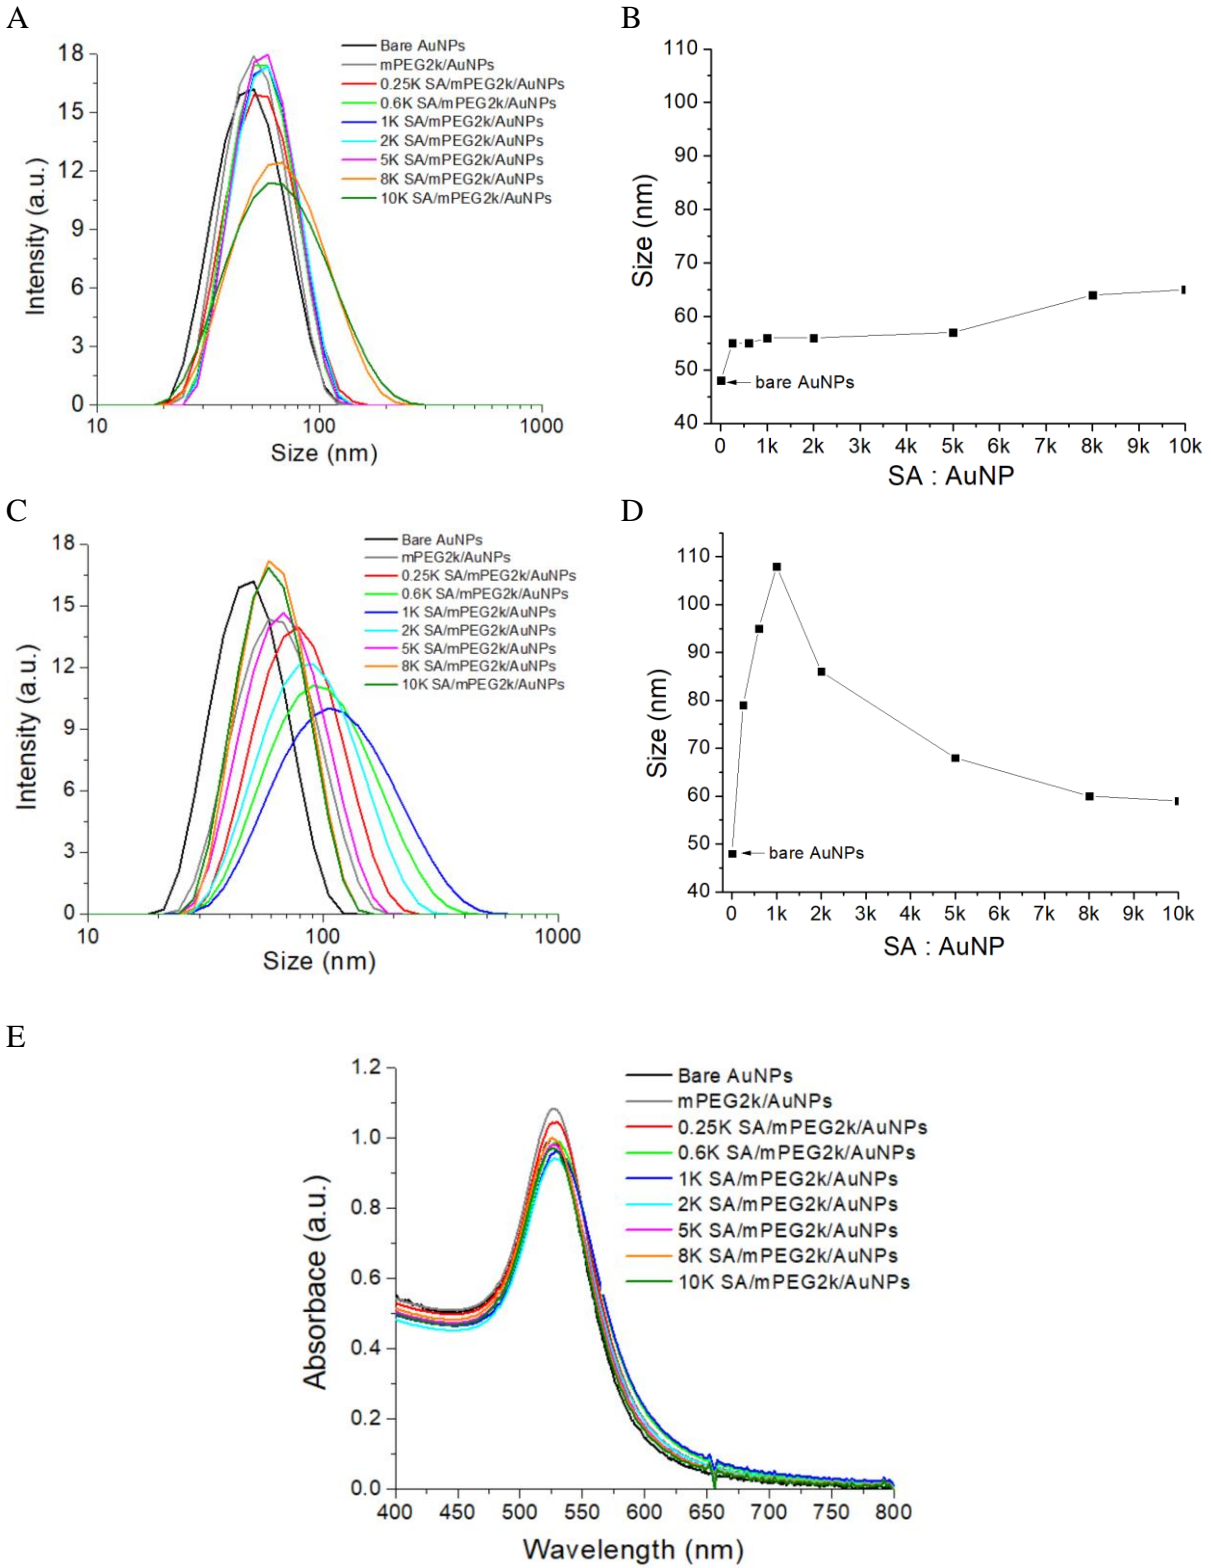 A
Bare AuNPs
mPEG2k/AuNPs
0.25K SA/mPEG2k/AuNPs
0.6K SA/mPEG2k/AuNPs
1K SA/mPEG2k/AuNPs
2K SA/mPEG2k/AuNPs
5K SA/mPEG2k/AuNPs
8K SA/mPEG2k/AuNPs
10K SA/mPEG2k/AuNPs
18
15
12
9
6
3
0
Intensity (a.u.)
10 100 1000
Size (nm)
B
110
100
90
80
70
60
50
40
Size (nm)
bare AuNPs
0 1k 2k 3k 4k 5k 6k 7k 8k 9k 10k
SA : AuNP
C
Bare AuNPs
mPEG2k/AuNPs
0.25K SA/mPEG2k/AuNPs
0.6K SA/mPEG2k/AuNPs
1K SA/mPEG2k/AuNPs
2K SA/mPEG2k/AuNPs
5K SA/mPEG2k/AuNPs
8K SA/mPEG2k/AuNPs
10K SA/mPEG2k/AuNPs
18
15
12
9
6
3
0
Intensity (a.u.)
10 100 1000
Size (nm)
D
110
100
90
80
70
60
50
40
Size (nm)
bare AuNPs
0 1k 2k 3k 4k 5k 6k 7k 8k 9k 10k
SA : AuNP
E
Bare AuNPs
mPEG2k/AuNPs
0.25K SA/mPEG2k/AuNPs
0.6K SA/mPEG2k/AuNPs
1K SA/mPEG2k/AuNPs
2K SA/mPEG2k/AuNPs
5K SA/mPEG2k/AuNPs
8K SA/mPEG2k/AuNPs
10K SA/mPEG2k/AuNPs
1.2
1.0
0.8
0.6
0.4
0.2
0.0
Absorbace (a.u.)
400 450 500 550 600 650 700 750 800
Wavelength (nm)